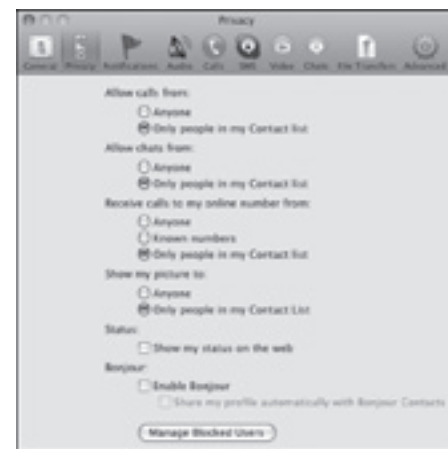 Privacy
General Privacy Notifications Audio Calls SMS Video Chats File Transfers Advanced
Allow calls from:
Anyone
Only people in my Contact list
Allow chats from:
Anyone
Only people in my Contact list
Receive calls to my online number from:
Anyone
Known numbers
Only people in my Contact list
Show my picture to:
Anyone
Only people in my Contact List
Status:
Show my status on the web
Bonjour:
Enable Bonjour
Share my profile automatically with Bonjour Contacts
Manage Blocked Users